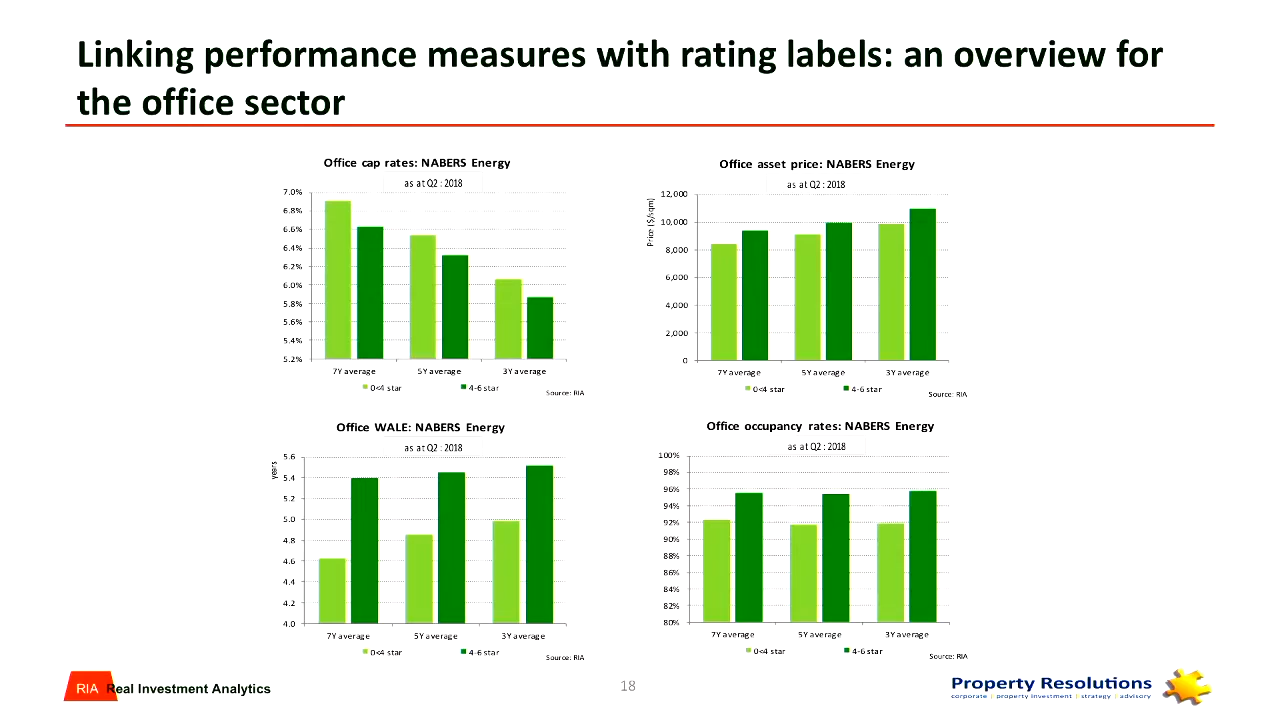 Linking performance measures with rating labels: an overview for
the office sector
Office cap rates: NABERS Energy
as at Q2 : 2018
7.0%
6.8%
6.6%
6.4%
6.2%
6.0%
5.8%
5.6%
5.4%
5.2%
7Y average 5Y average 3Y average
0<4 star 4-6 star
Source: RIA
Office asset price: NABERS Energy
as at Q2 : 2018
Price ($/sqm)
12,000
10,000
8,000
6,000
4,000
2,000
0
7Y average 5Y average 3Y average
0<4 star 4-6 star
Source: RIA
Office WALE: NABERS Energy
as at Q2 : 2018
years
5.6
5.4
5.2
5.0
4.8
4.6
4.4
4.2
4.0
7Y average 5Y average 3Y average
0<4 star 4-6 star
Source: RIA
Office occupancy rates: NABERS Energy
as at Q2 : 2018
100%
98%
96%
94%
92%
90%
88%
86%
84%
82%
80%
7Y average 5Y average 3Y average
0<4 star 4-6 star
Source: RIA
RIA Real Investment Analytics
18
Property Resolutions
corporate | property investment | strategy | advisory